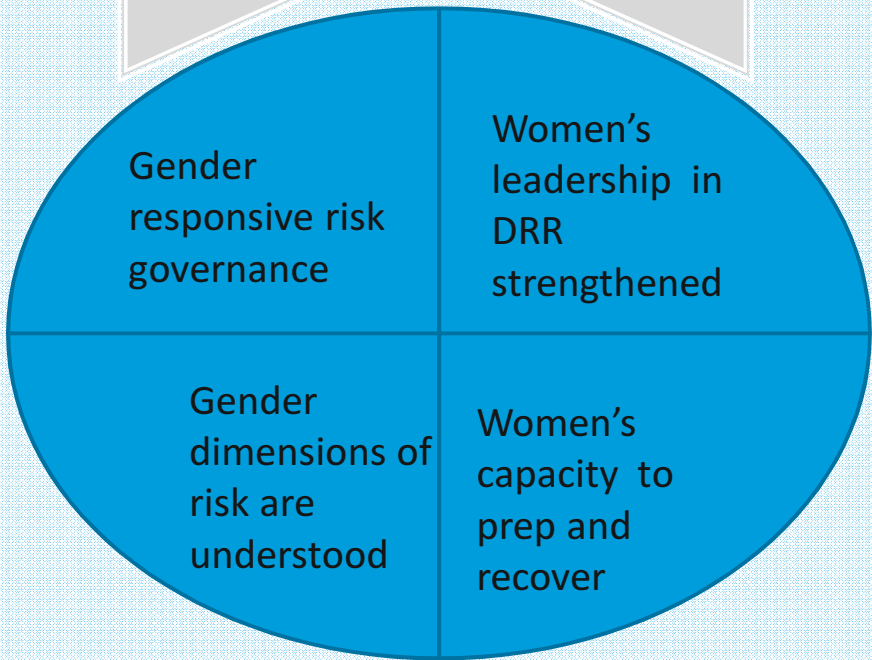 Gender
responsive risk
governance
Women’s
leadership in
DRR
strengthened
Gender
dimensions of
risk are
understood
Women’s
capacity to
prep and
recover